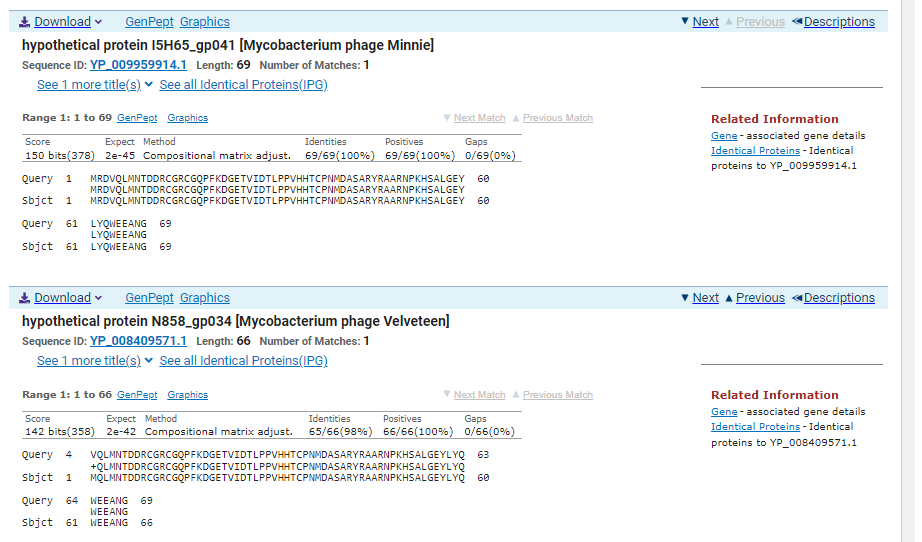 Download GenPept Graphics Next Previous Descriptions
hypothetical protein I5H65_gp041 [Mycobacterium phage Minnie]
Sequence ID: YP_009959914.1 Length: 69 Number of Matches: 1
See 1 more title(s) See all Identical Proteins(IPG)
Range 1: 1 to 69 GenPept Graphics Next Match Previous Match
Score Expect Method Identities Positives Gaps
150 bits(378) 2e-45 Compositional matrix adjust. 69/69(100%) 69/69(100%) 0/69(0%)
Query 1 MRDVQLMNTDDRCGRCGQPFKDGETVIDTLPPVHHTCPNMDASARYRAARNPKHSALGEY 60
MRDVQLMNTDDRCGRCGQPFKDGETVIDTLPPVHHTCPNMDASARYRAARNPKHSALGEY
Sbjct 1 MRDVQLMNTDDRCGRCGQPFKDGETVIDTLPPVHHTCPNMDASARYRAARNPKHSALGEY 60
Query 61 LYQWEEANG 69
LYQWEEANG
Sbjct 61 LYQWEEANG 69
Related Information
Gene - associated gene details
Identical Proteins - Identical
proteins to YP_009959914.1
Download GenPept Graphics Next Previous Descriptions
hypothetical protein N858_gp034 [Mycobacterium phage Velveteen]
Sequence ID: YP_008409571.1 Length: 66 Number of Matches: 1
See 1 more title(s) See all Identical Proteins(IPG)
Range 1: 1 to 66 GenPept Graphics Next Match Previous Match
Score Expect Method Identities Positives Gaps
142 bits(358) 2e-42 Compositional matrix adjust. 65/66(98%) 66/66(100%) 0/66(0%)
Query 4 VQLMNTDDRCGRCGQPFKDGETVIDTLPPVHHTCPNMDASARYRAARNPKHSALGEYLYQ 63
+QLMNTDDRCGRCGQPFKDGETVIDTLPPVHHTCPNMDASARYRAARNPKHSALGEYLYQ
Sbjct 1 MQLMNTDDRCGRCGQPFKDGETVIDTLPPVHHTCPNMDASARYRAARNPKHSALGEYLYQ 60
Query 64 WEEANG 69
WEEANG
Sbjct 61 WEEANG 66
Related Information
Gene - associated gene details
Identical Proteins - Identical
proteins to YP_008409571.1